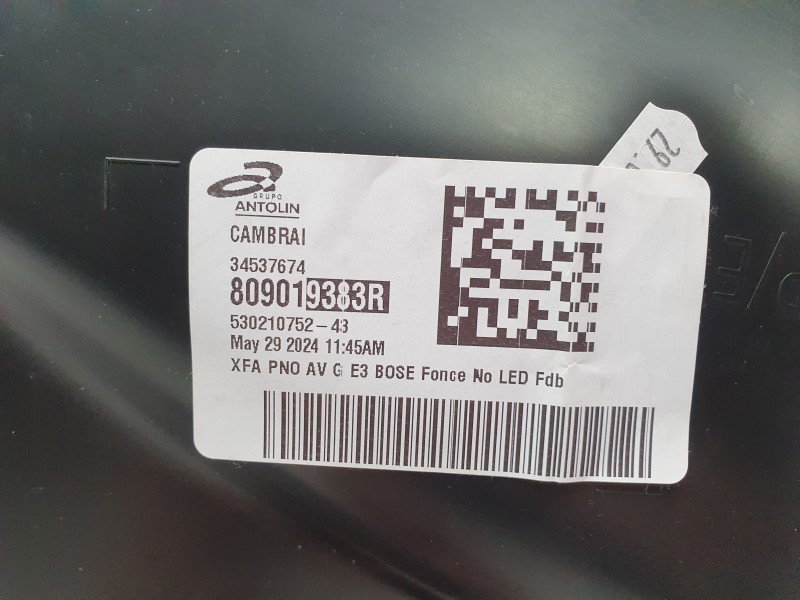 GRUPO
ANTOLIN
CAMBRAI
34537674
809019383R
530210752-43
May 29 2024 11:45AM
XFA PNO AV G E3 BOSE Fonce No LED Fdb